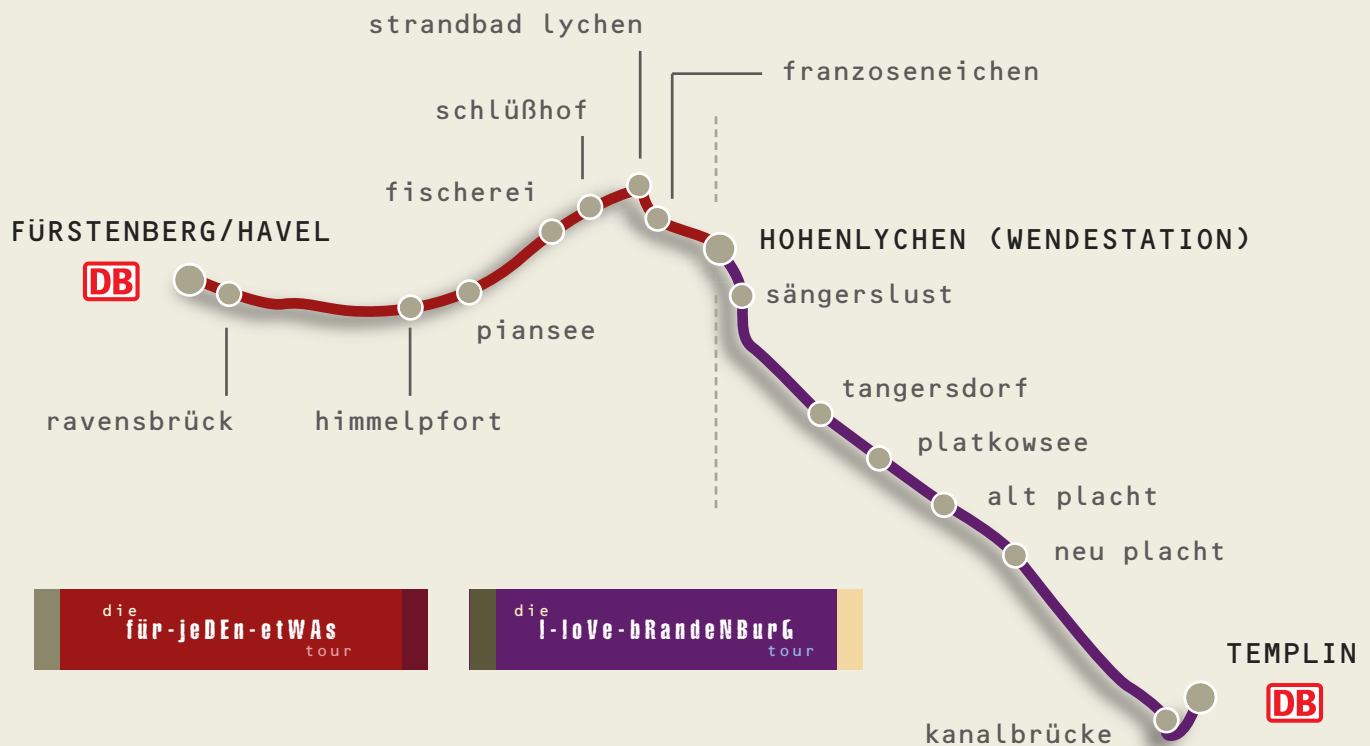 strandbad lychen
franzoseneichen
schlüßhof
fischerei
FÜRSTENBERG/HAVEL
DB
HOHENLYCHEN (WENDESTATION)
sängerslust
piansee
ravensbrück
himmelpfort
tangersdorf
platkowsee
alt placht
neu placht
die
für-jeDEn-etWAs
tour
die
I-loVe-bRandeNBurG
tour
TEMPLIN
DB
kanalbrücke